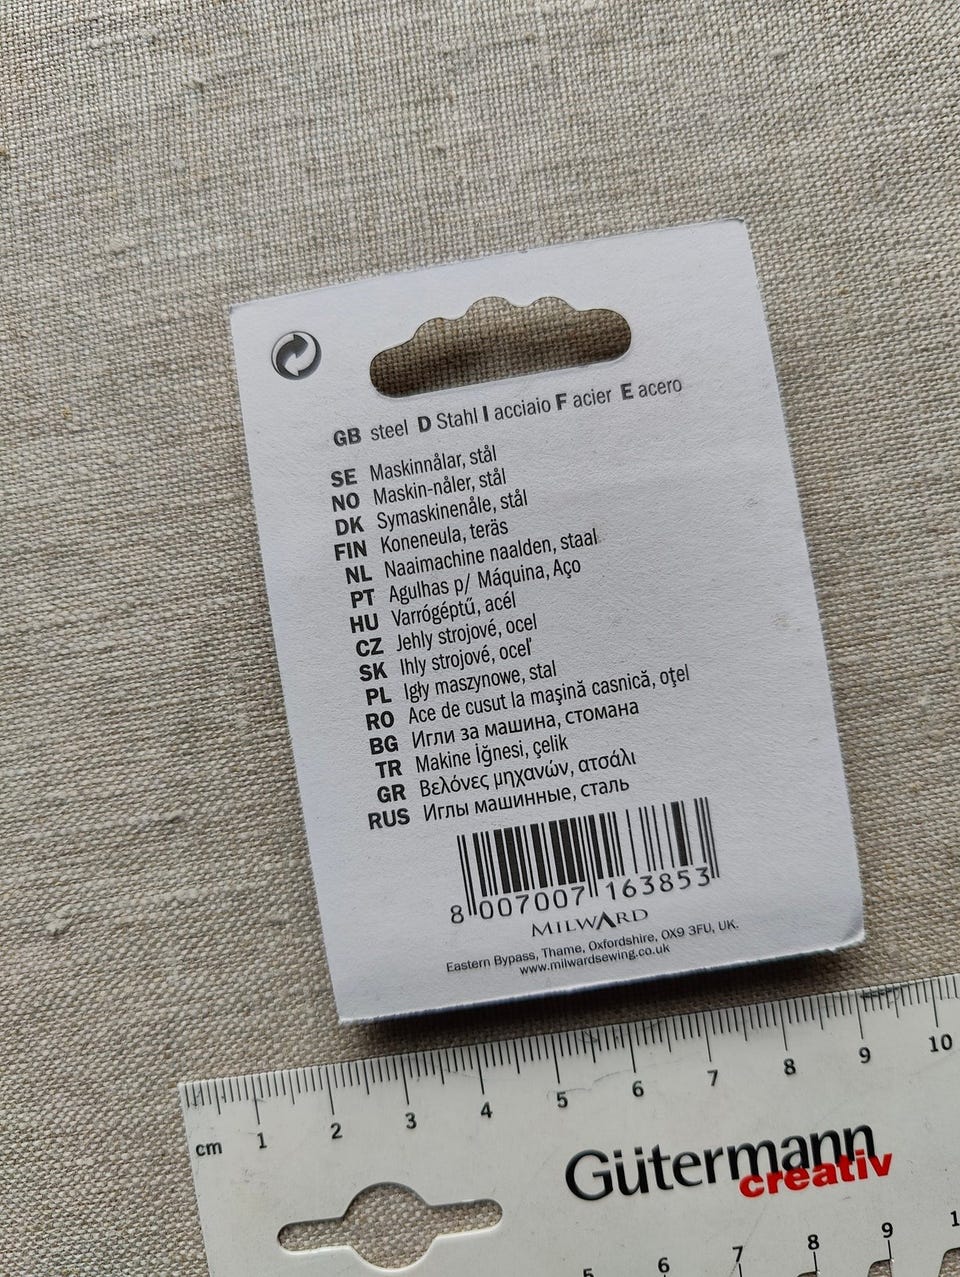 GB steel D Stahl I acciaio F acier E acero
SE Maskinnålar, stål
NO Maskin-nåler, stål
DK Symaskinenåle, stål
FIN Koneneula, teräs
NL Naaimachine naalden, staal
PT Agulhas p/ Máquina, Aço
HU Varrógéptű, acél
CZ Jehly strojové, ocel
SK Ihly strojové, oceľ
PL Igły maszynowe, stal
RO Ace de cusut la maşină casnică, oţel
BG Игли за машина, стомана
TR Makine İğnesi, çelik
GR Βελόνες μηχανών, ατσάλι
RUS Иглы машинные, сталь
8 007007 163853
MILWARD
Eastern Bypass, Thame, Oxfordshire, OX9 3FU, UK.
www.milwardsewing.co.uk
cm 1 2 3 4 5 6 7 8 9 10
Gütermann
creativ
5 6 7 8 9